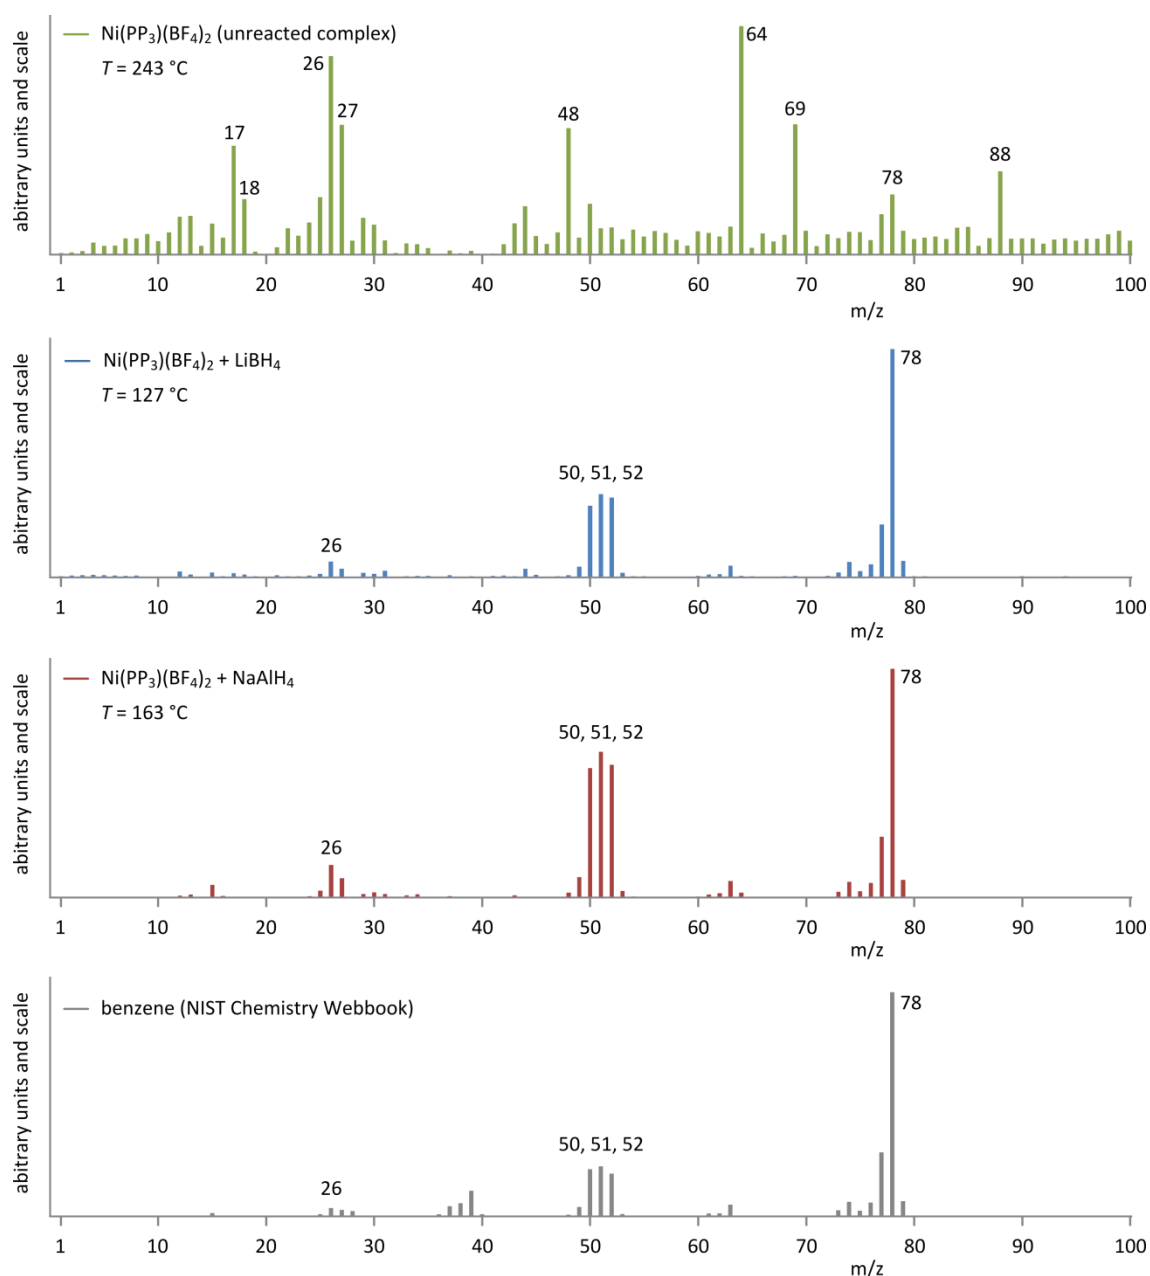 abitrary units and scale
Ni(PP₃)(BF₄)₂ (unreacted complex)
T = 243 °C
17
18
26
27
48
64
69
78
88
1 10 20 30 40 50 60 70 80 90 100
m/z
abitrary units and scale
Ni(PP₃)(BF₄)₂ + LiBH₄
T = 127 °C
26
50, 51, 52
78
1 10 20 30 40 50 60 70 80 90 100
m/z
abitrary units and scale
Ni(PP₃)(BF₄)₂ + NaAlH₄
T = 163 °C
26
50, 51, 52
78
1 10 20 30 40 50 60 70 80 90 100
m/z
abitrary units and scale
benzene (NIST Chemistry Webbook)
26
50, 51, 52
78
1 10 20 30 40 50 60 70 80 90 100
m/z